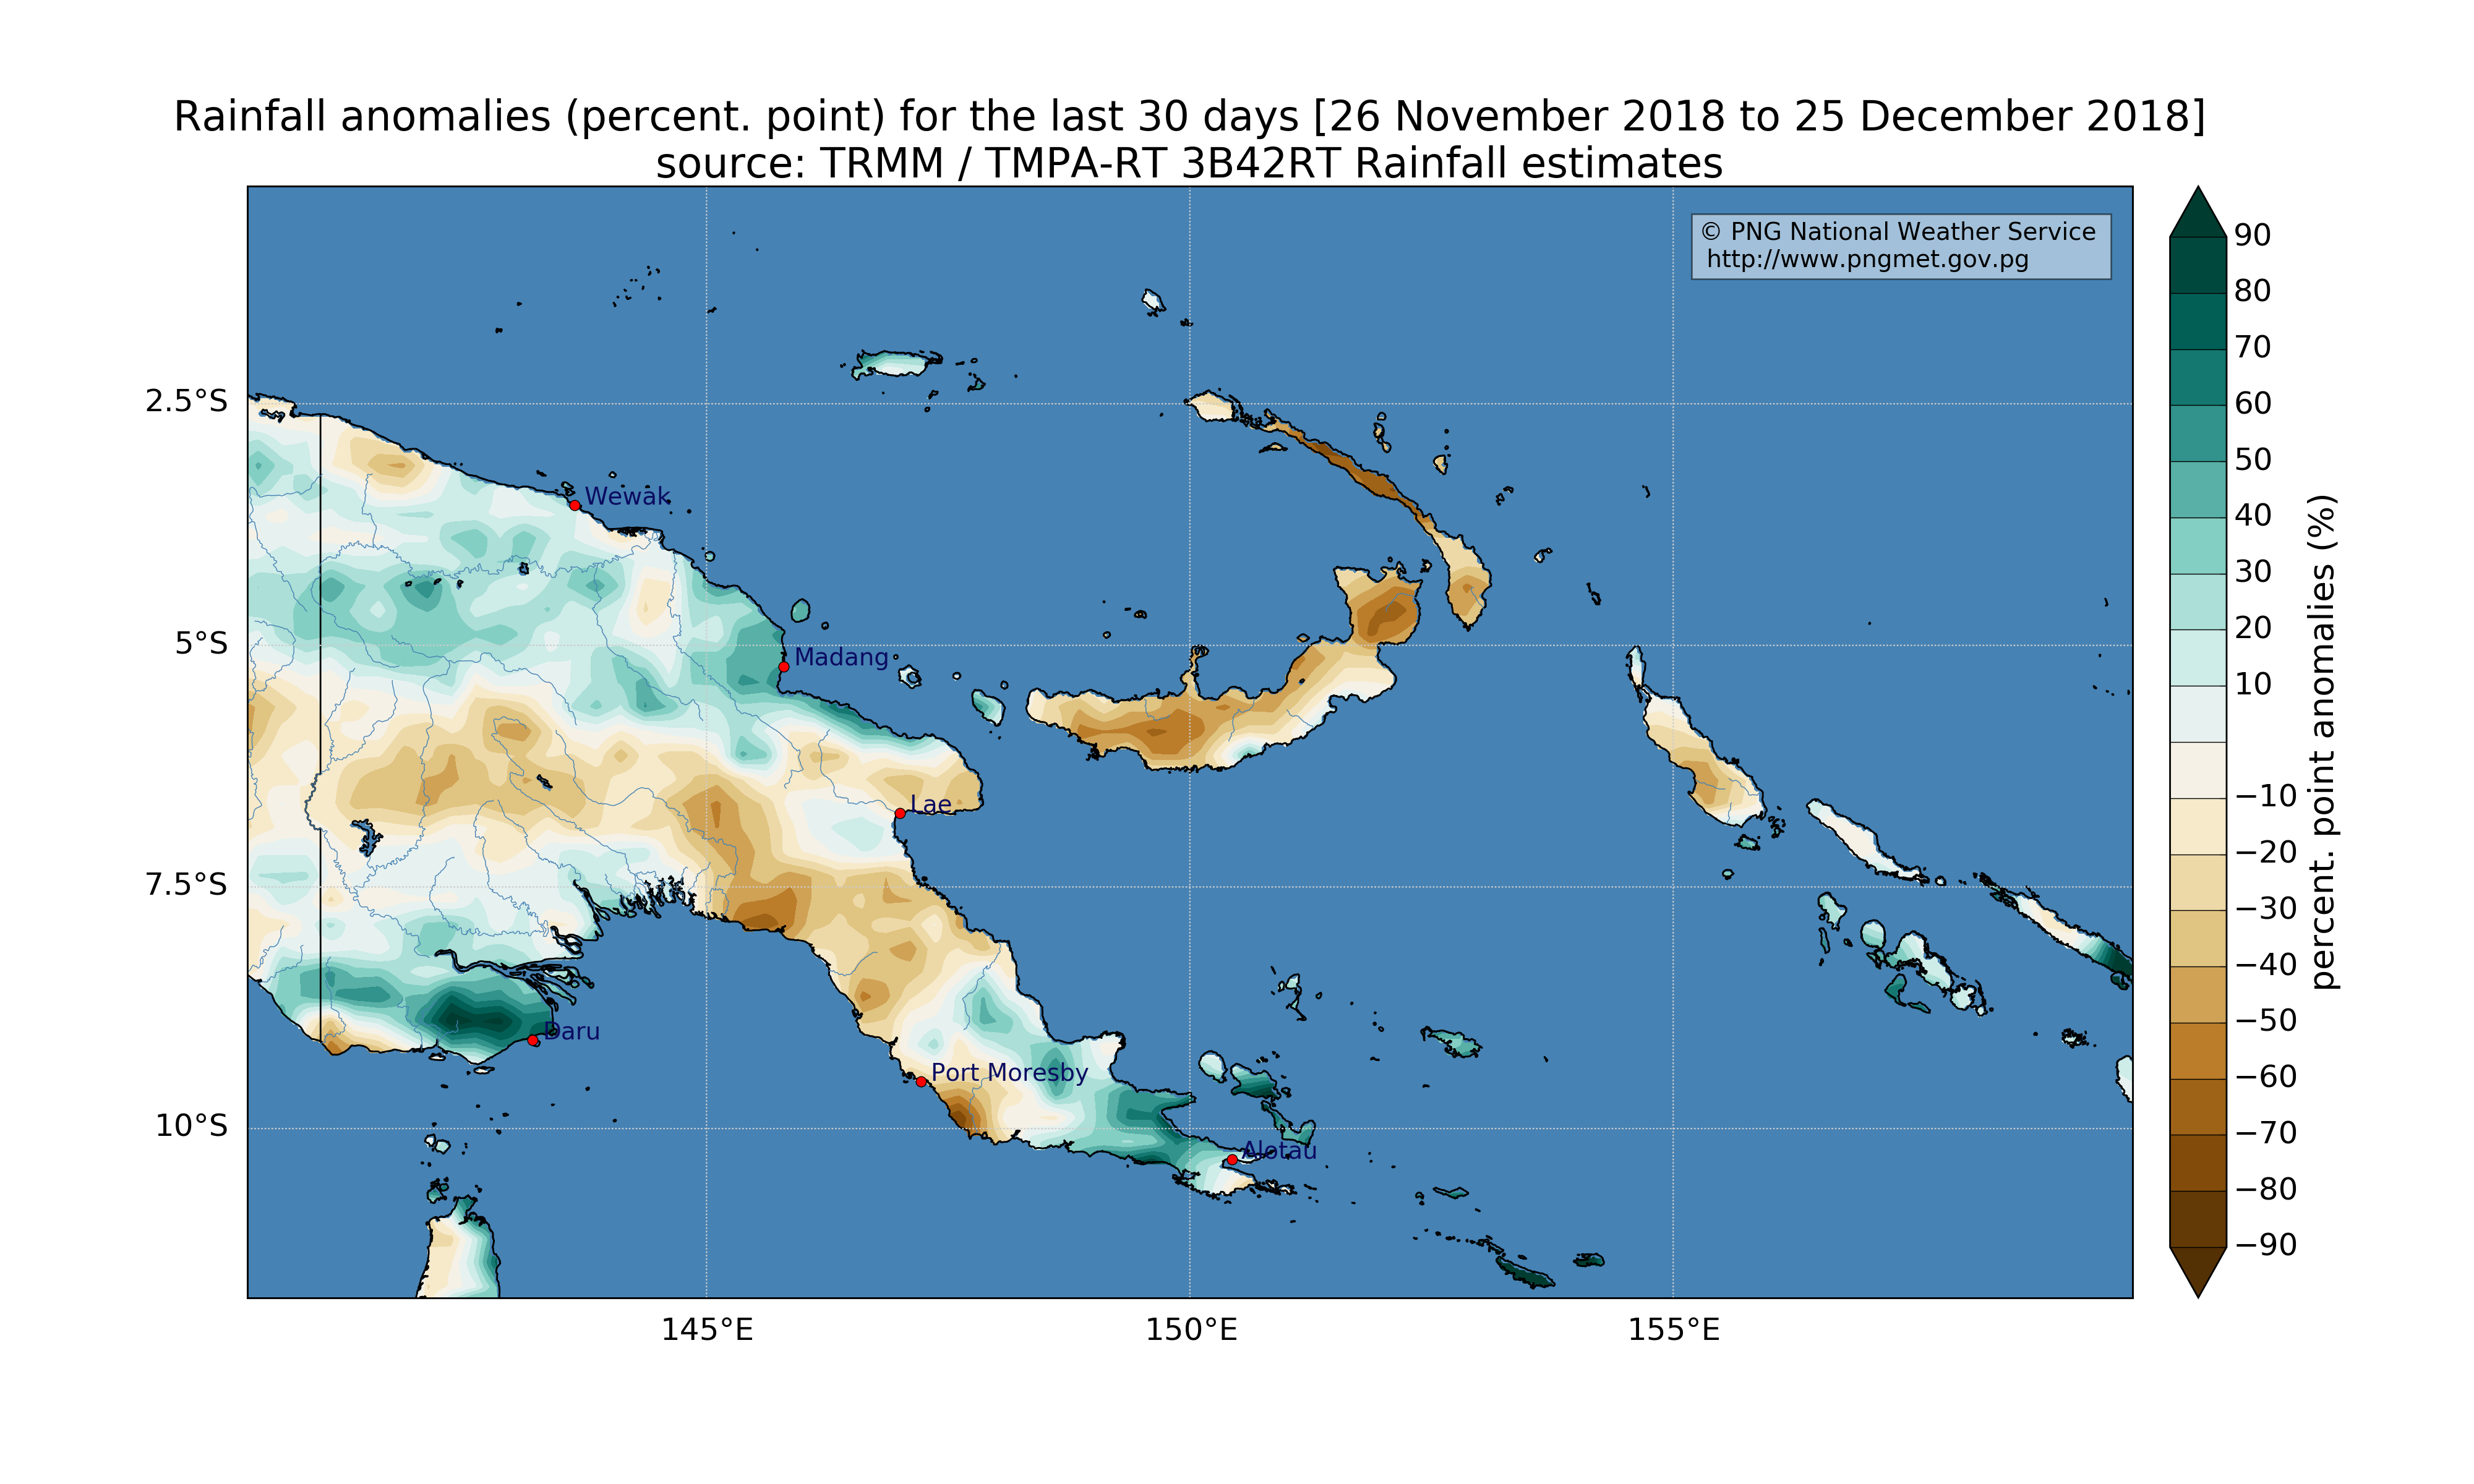 Rainfall anomalies (percent. point) for the last 30 days [26 November 2018 to 25 December 2018]
source: TRMM / TMPA-RT 3B42RT Rainfall estimates
© PNG National Weather Service
http://www.pngmet.gov.pg
2.5°S
5°S
7.5°S
10°S
145°E
150°E
155°E
Wewak
Madang
Lae
Daru
Port Moresby
Alotau
90
80
70
60
50
40
30
20
10
−10
−20
−30
−40
−50
−60
−70
−80
−90
percent. point anomalies (%)